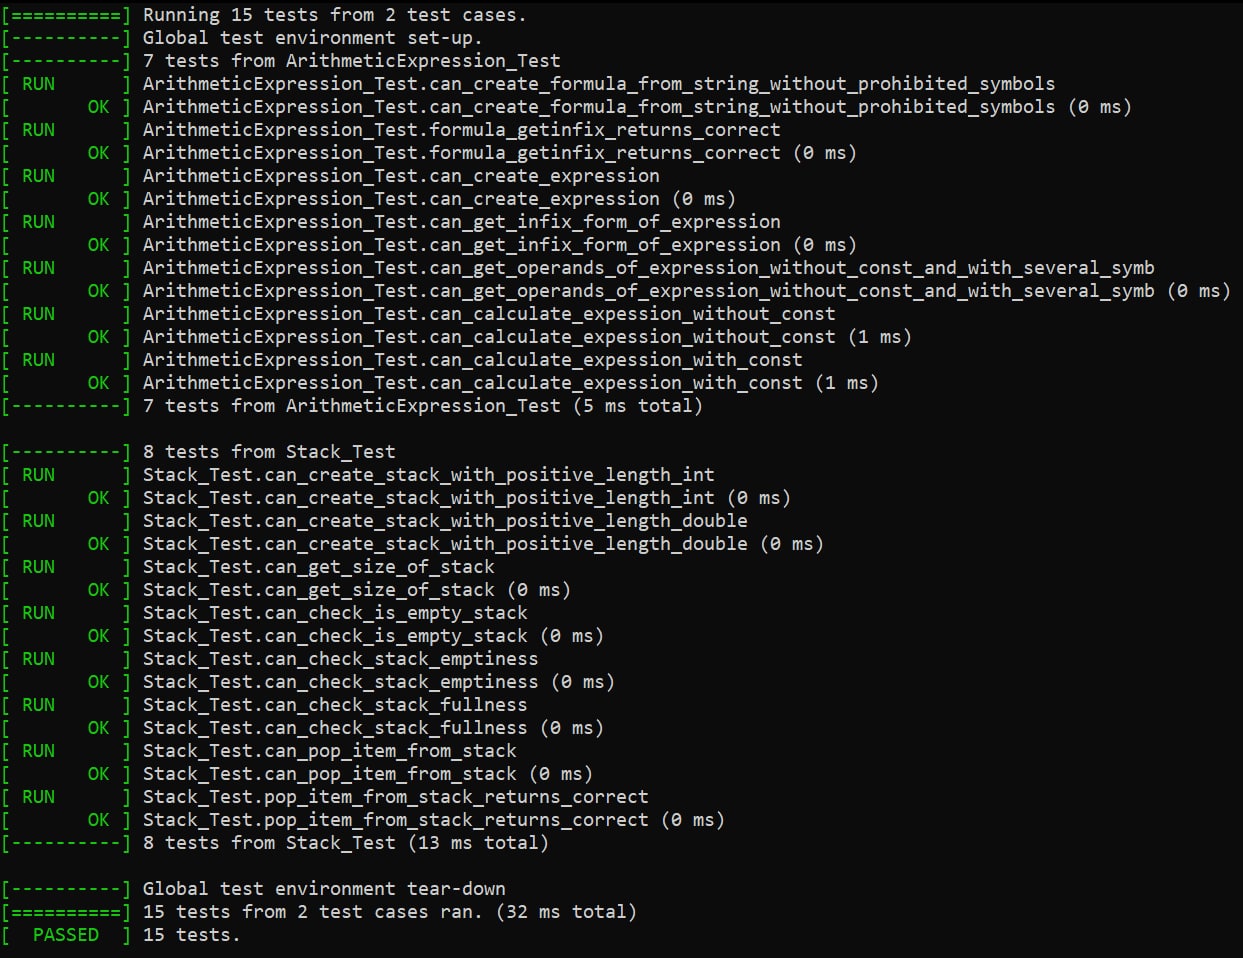 [==========] Running 15 tests from 2 test cases.
[----------] Global test environment set-up.
[----------] 7 tests from ArithmeticExpression_Test
[ RUN      ] ArithmeticExpression_Test.can_create_formula_from_string_without_prohibited_symbols
[       OK ] ArithmeticExpression_Test.can_create_formula_from_string_without_prohibited_symbols (0 ms)
[ RUN      ] ArithmeticExpression_Test.formula_getinfix_returns_correct
[       OK ] ArithmeticExpression_Test.formula_getinfix_returns_correct (0 ms)
[ RUN      ] ArithmeticExpression_Test.can_create_expression
[       OK ] ArithmeticExpression_Test.can_create_expression (0 ms)
[ RUN      ] ArithmeticExpression_Test.can_get_infix_form_of_expression
[       OK ] ArithmeticExpression_Test.can_get_infix_form_of_expression (0 ms)
[ RUN      ] ArithmeticExpression_Test.can_get_operands_of_expression_without_const_and_with_several_symb
[       OK ] ArithmeticExpression_Test.can_get_operands_of_expression_without_const_and_with_several_symb (0 ms)
[ RUN      ] ArithmeticExpression_Test.can_calculate_expession_without_const
[       OK ] ArithmeticExpression_Test.can_calculate_expession_without_const (1 ms)
[ RUN      ] ArithmeticExpression_Test.can_calculate_expession_with_const
[       OK ] ArithmeticExpression_Test.can_calculate_expession_with_const (1 ms)
[----------] 7 tests from ArithmeticExpression_Test (5 ms total)

[----------] 8 tests from Stack_Test
[ RUN      ] Stack_Test.can_create_stack_with_positive_length_int
[       OK ] Stack_Test.can_create_stack_with_positive_length_int (0 ms)
[ RUN      ] Stack_Test.can_create_stack_with_positive_length_double
[       OK ] Stack_Test.can_create_stack_with_positive_length_double (0 ms)
[ RUN      ] Stack_Test.can_get_size_of_stack
[       OK ] Stack_Test.can_get_size_of_stack (0 ms)
[ RUN      ] Stack_Test.can_check_is_empty_stack
[       OK ] Stack_Test.can_check_is_empty_stack (0 ms)
[ RUN      ] Stack_Test.can_check_stack_emptiness
[       OK ] Stack_Test.can_check_stack_emptiness (0 ms)
[ RUN      ] Stack_Test.can_check_stack_fullness
[       OK ] Stack_Test.can_check_stack_fullness (0 ms)
[ RUN      ] Stack_Test.can_pop_item_from_stack
[       OK ] Stack_Test.can_pop_item_from_stack (0 ms)
[ RUN      ] Stack_Test.pop_item_from_stack_returns_correct
[       OK ] Stack_Test.pop_item_from_stack_returns_correct (0 ms)
[----------] 8 tests from Stack_Test (13 ms total)

[----------] Global test environment tear-down
[==========] 15 tests from 2 test cases ran. (32 ms total)
[  PASSED  ] 15 tests.